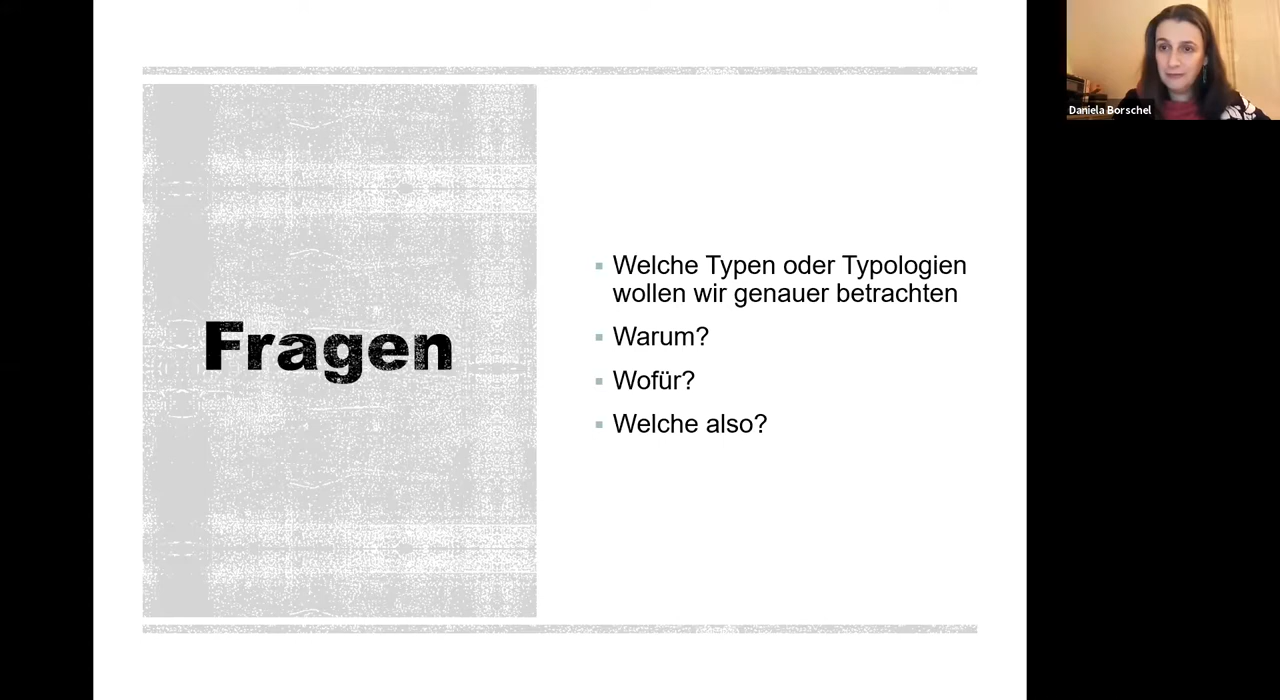 Fragen
Welche Typen oder Typologien
wollen wir genauer betrachten
Warum?
Wofür?
Welche also?
Daniela Borschel